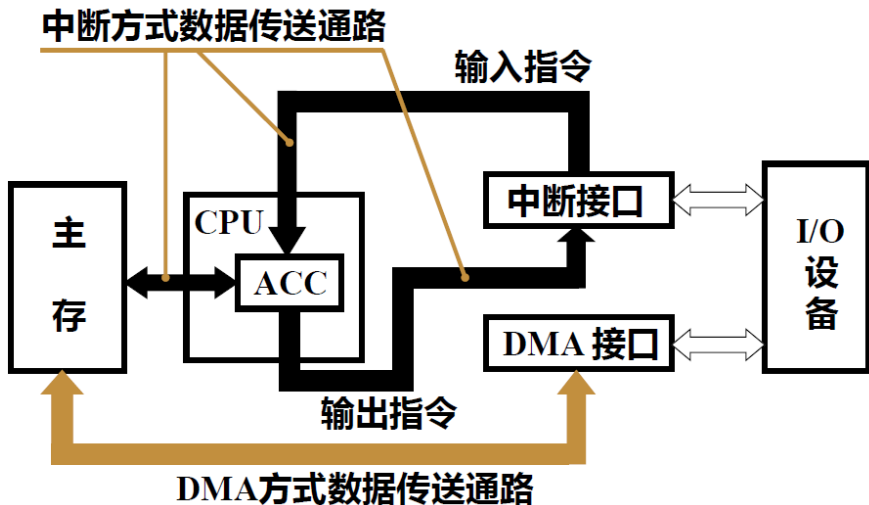 中断方式数据传送通路
输入指令
主存
CPU
ACC
中断接口
I/O
设备
DMA 接口
输出指令
DMA方式数据传送通路